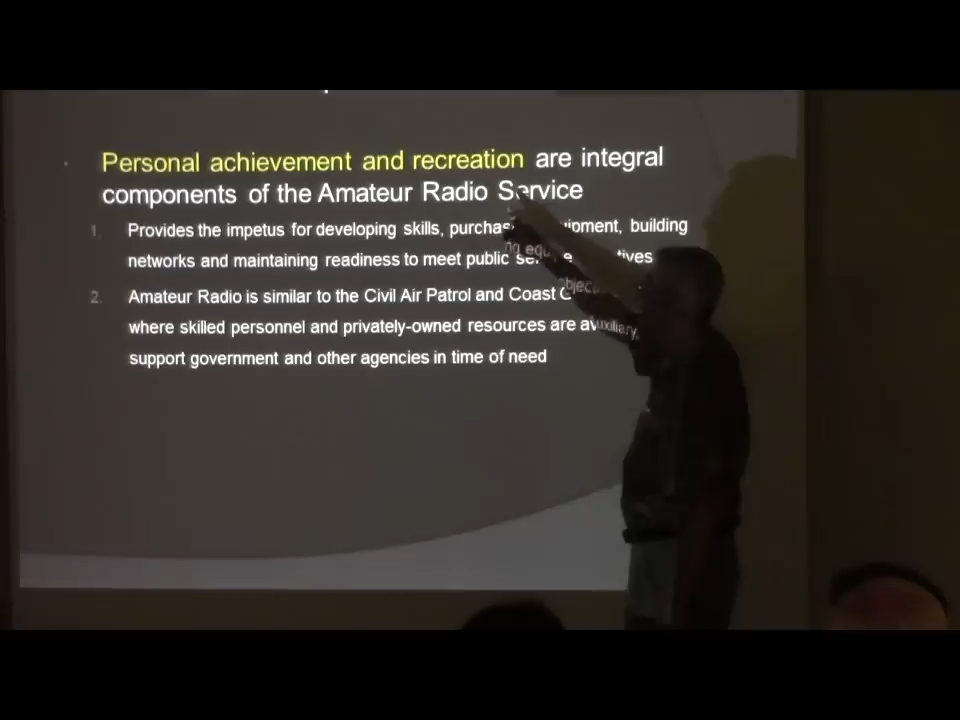 Personal achievement and recreation are integral
components of the Amateur Radio Service
1. Provides the impetus for developing skills, equipment, building
networks and maintaining readiness to meet public
2. Amateur Radio is similar to the Civil Air Patrol and Coast
where skilled personnel and privately-owned resources are
support government and other agencies in time of need